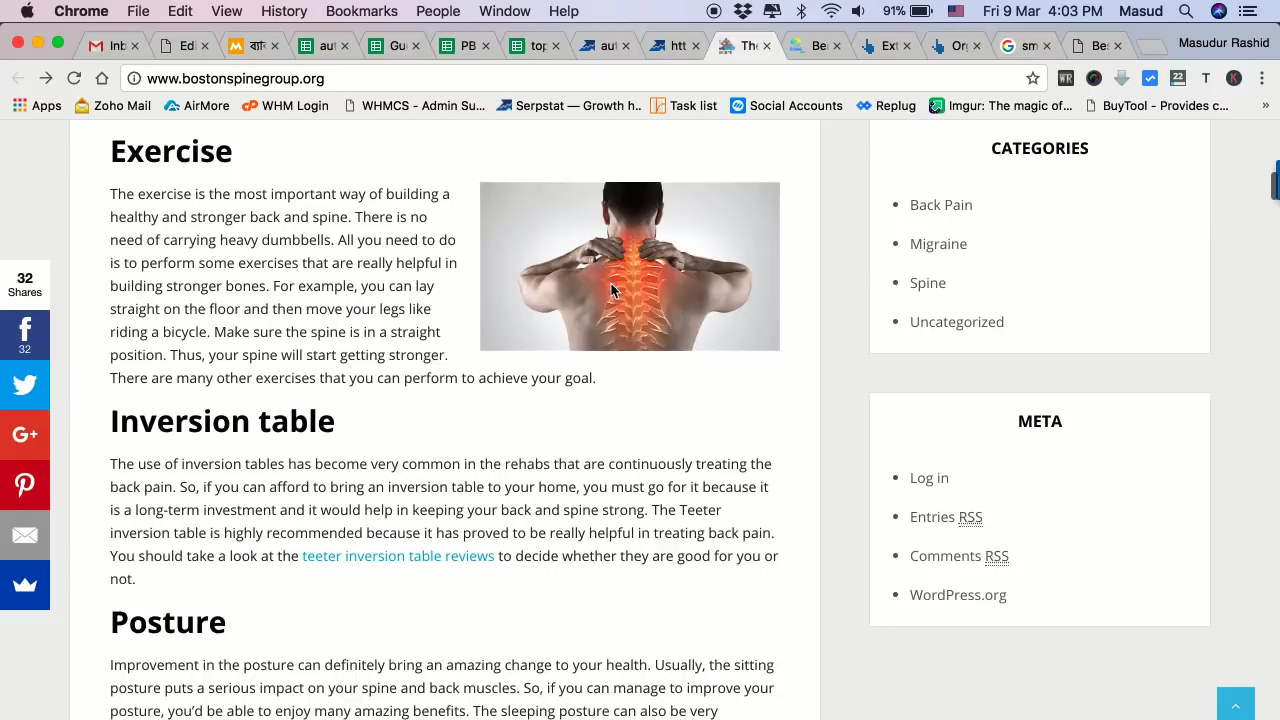 Chrome File Edit View History Bookmarks People Window Help 91% Fri 9 Mar 4:03 PM Masud
Inb Ed aut Gu PB top aut htt The Be Ext Org sm Bes Masudur Rashid
www.bostonspinegroup.org
Apps Zoho Mail AirMore WHM Login WHMCS - Admin Su... Serpstat — Growth h.. Task list Social Accounts Replug Imgur: The magic of... BuyTool - Provides c... »
Exercise
The exercise is the most important way of building a
healthy and stronger back and spine. There is no
need of carrying heavy dumbbells. All you need to do
is to perform some exercises that are really helpful in
building stronger bones. For example, you can lay
straight on the floor and then move your legs like
riding a bicycle. Make sure the spine is in a straight
position. Thus, your spine will start getting stronger.
There are many other exercises that you can perform to achieve your goal.
Inversion table
The use of inversion tables has become very common in the rehabs that are continuously treating the
back pain. So, if you can afford to bring an inversion table to your home, you must go for it because it
is a long-term investment and it would help in keeping your back and spine strong. The Teeter
inversion table is highly recommended because it has proved to be really helpful in treating back pain.
You should take a look at the teeter inversion table reviews to decide whether they are good for you or
not.
Posture
Improvement in the posture can definitely bring an amazing change to your health. Usually, the sitting
posture puts a serious impact on your spine and back muscles. So, if you can manage to improve your
posture, you'd be able to enjoy many amazing benefits. The sleeping posture can also be very
32
Shares
f
32
G+
CATEGORIES
Back Pain
Migraine
Spine
Uncategorized
META
Log in
Entries RSS
Comments RSS
WordPress.org